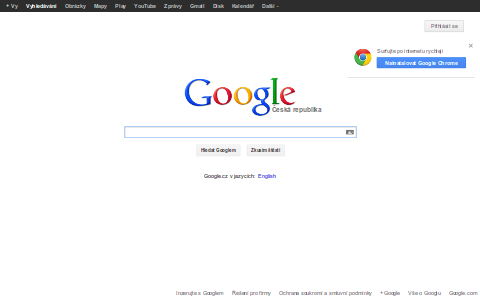 +Vy Vyhledávání Obrázky Mapy Play YouTube Zprávy Gmail Disk Kalendář Další
Přihlásit se
Surfujte po internetu rychleji
Nainstalovat Google Chrome
Google
Česká republika
Hledat Googlem Zkusím štěstí
Google.cz v jazycích: English
Inzerujte s Googlem Řešení pro firmy Ochrana soukromí a smluvní podmínky +Google Vše o Googlu Google.com